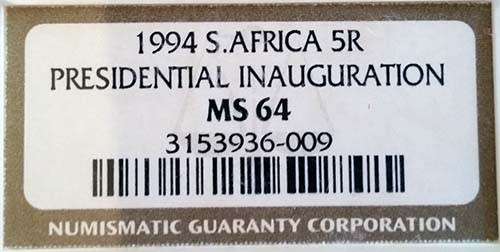 1994 S.AFRICA 5R
PRESIDENTIAL INAUGURATION
MS 64
3153936-009
NUMISMATIC GUARANTY CORPORATION